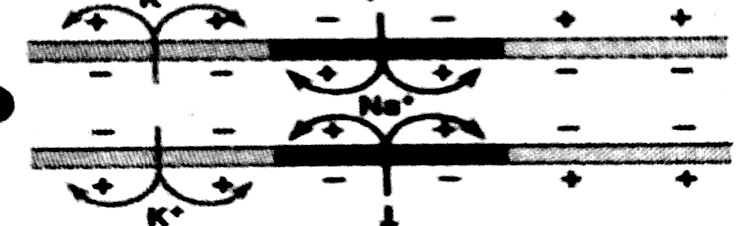 + + − − + +
− − + + − −
Na⁺
− − + + − −
+ + − − + +
K⁺